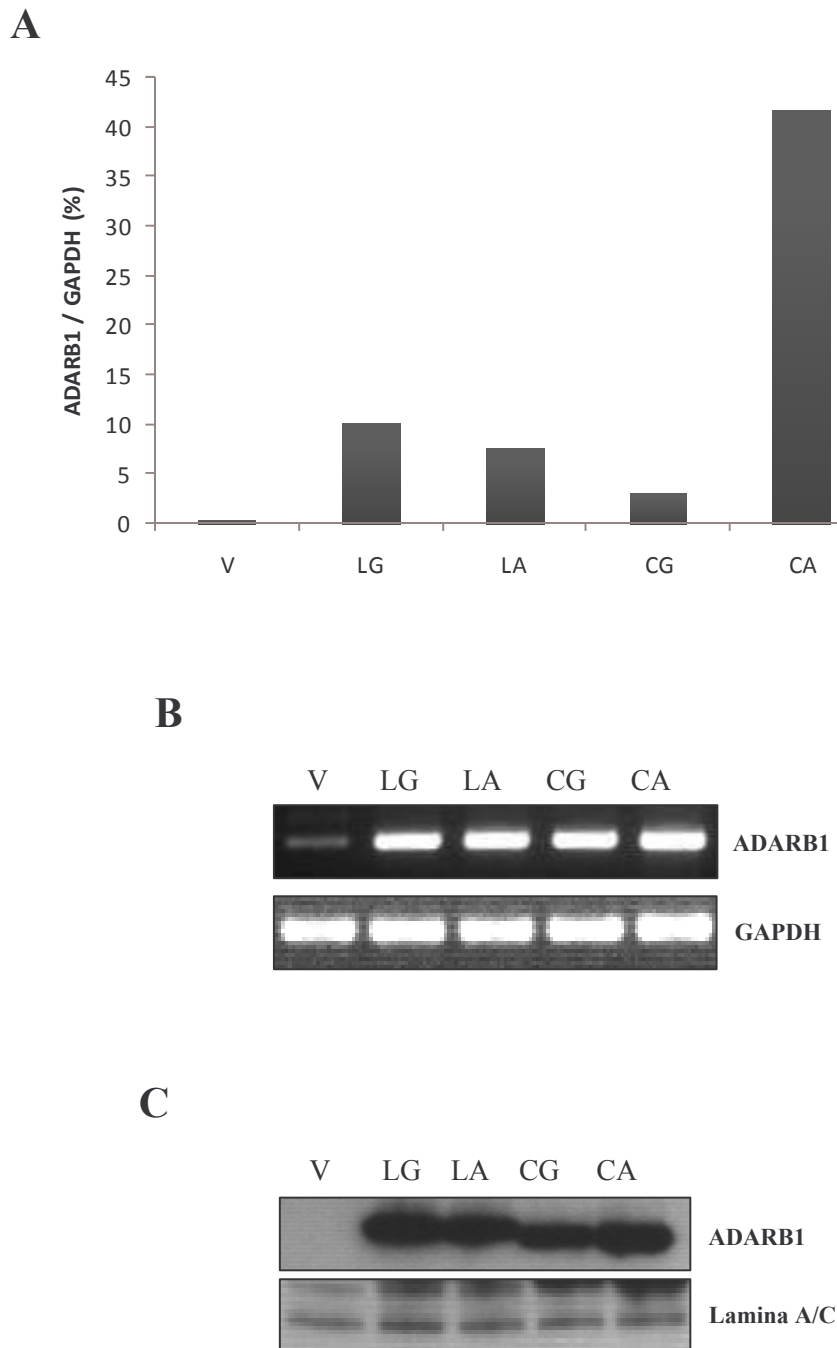 A
45
40
35
30
25
20
15
10
5
0
ADARB1 / GAPDH (%)
V LG LA CG CA
B
V LG LA CG CA
ADARB1
GAPDH
C
V LG LA CG CA
ADARB1
Lamina A/C